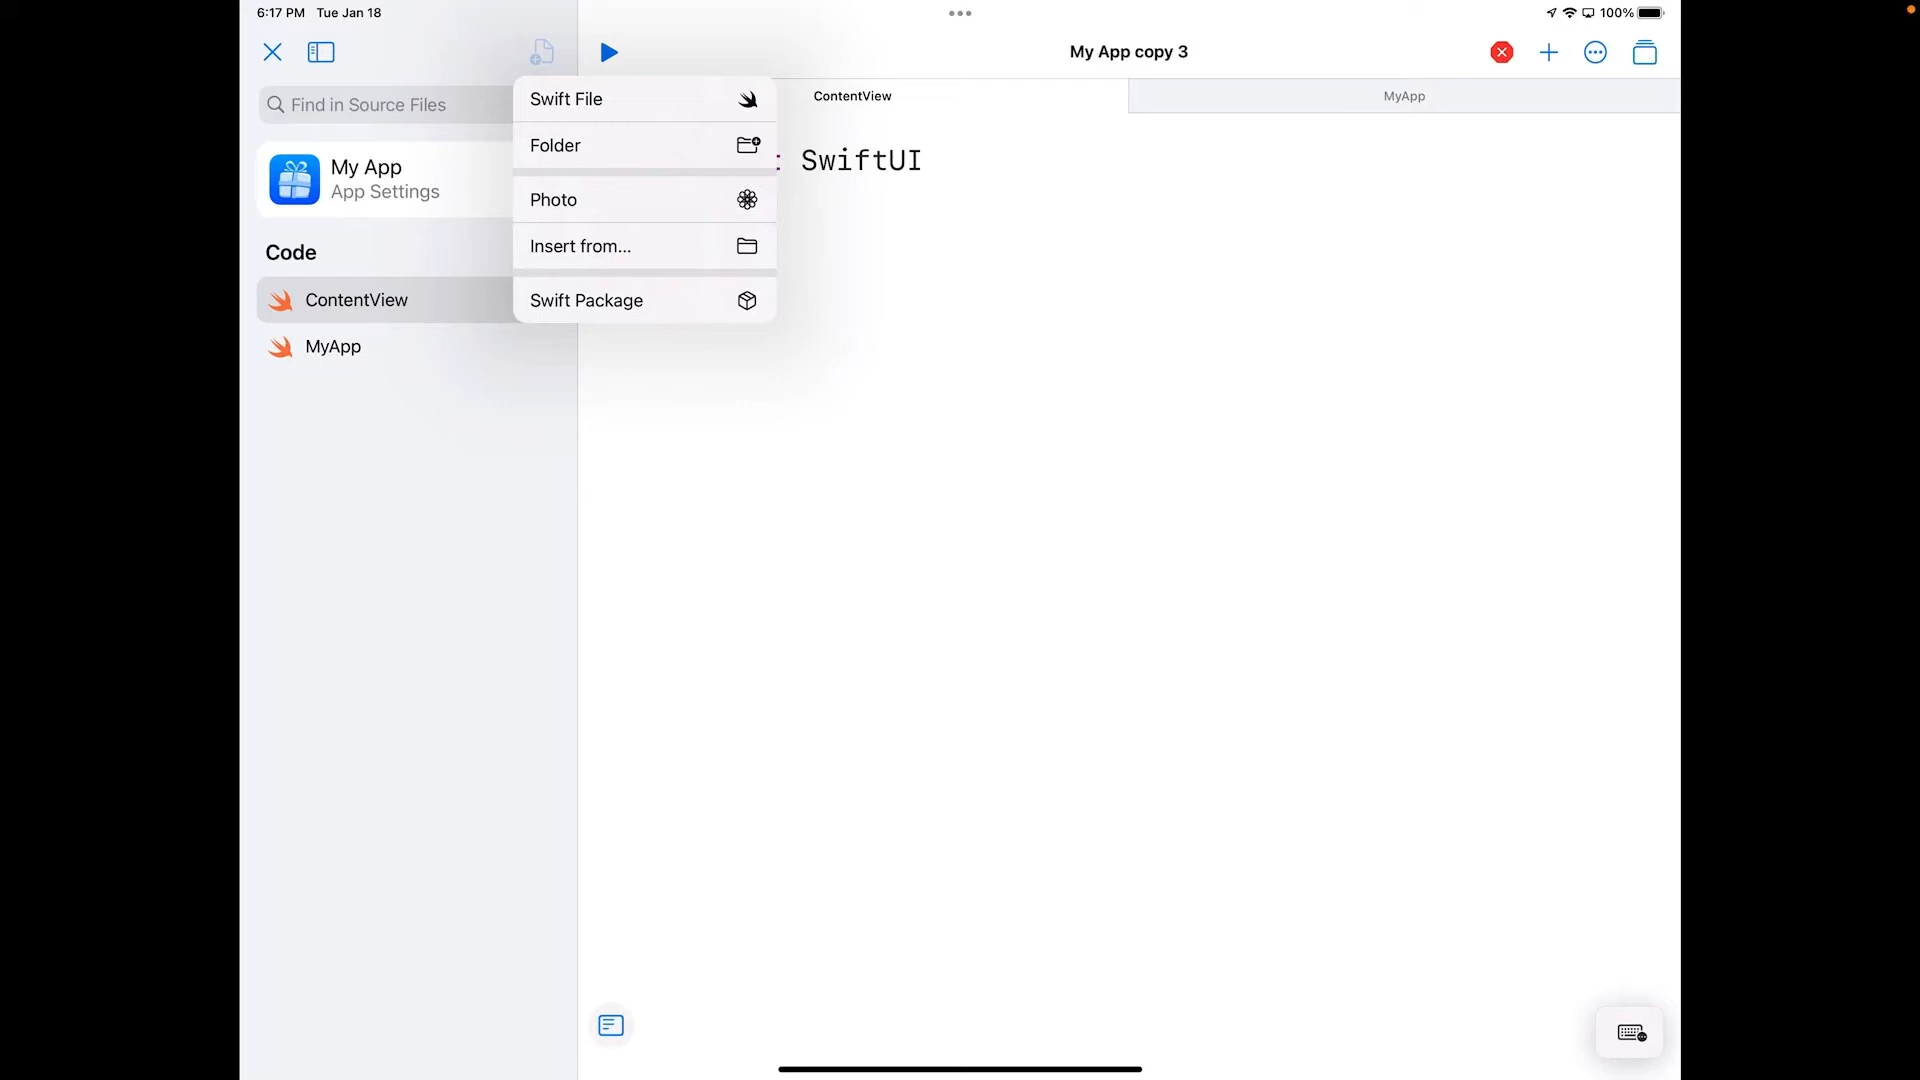 6:17 PM Tue Jan 18
100%
My App copy 3
Find in Source Files
My App
App Settings
Code
ContentView
MyApp
Swift File
Folder
Photo
Insert from...
Swift Package
ContentView
MyApp
SwiftUI